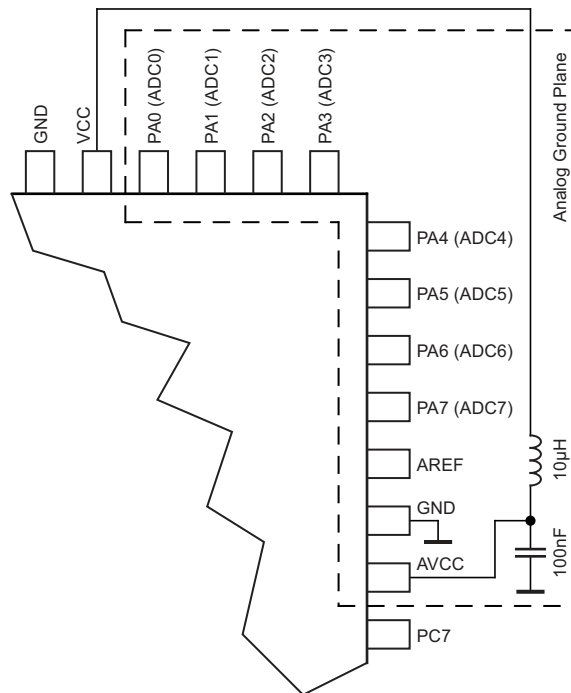 GND
VCC
PA0 (ADC0)
PA1 (ADC1)
PA2 (ADC2)
PA3 (ADC3)
Analog Ground Plane
PA4 (ADC4)
PA5 (ADC5)
PA6 (ADC6)
PA7 (ADC7)
AREF
10µH
GND
AVCC
100nF
PC7